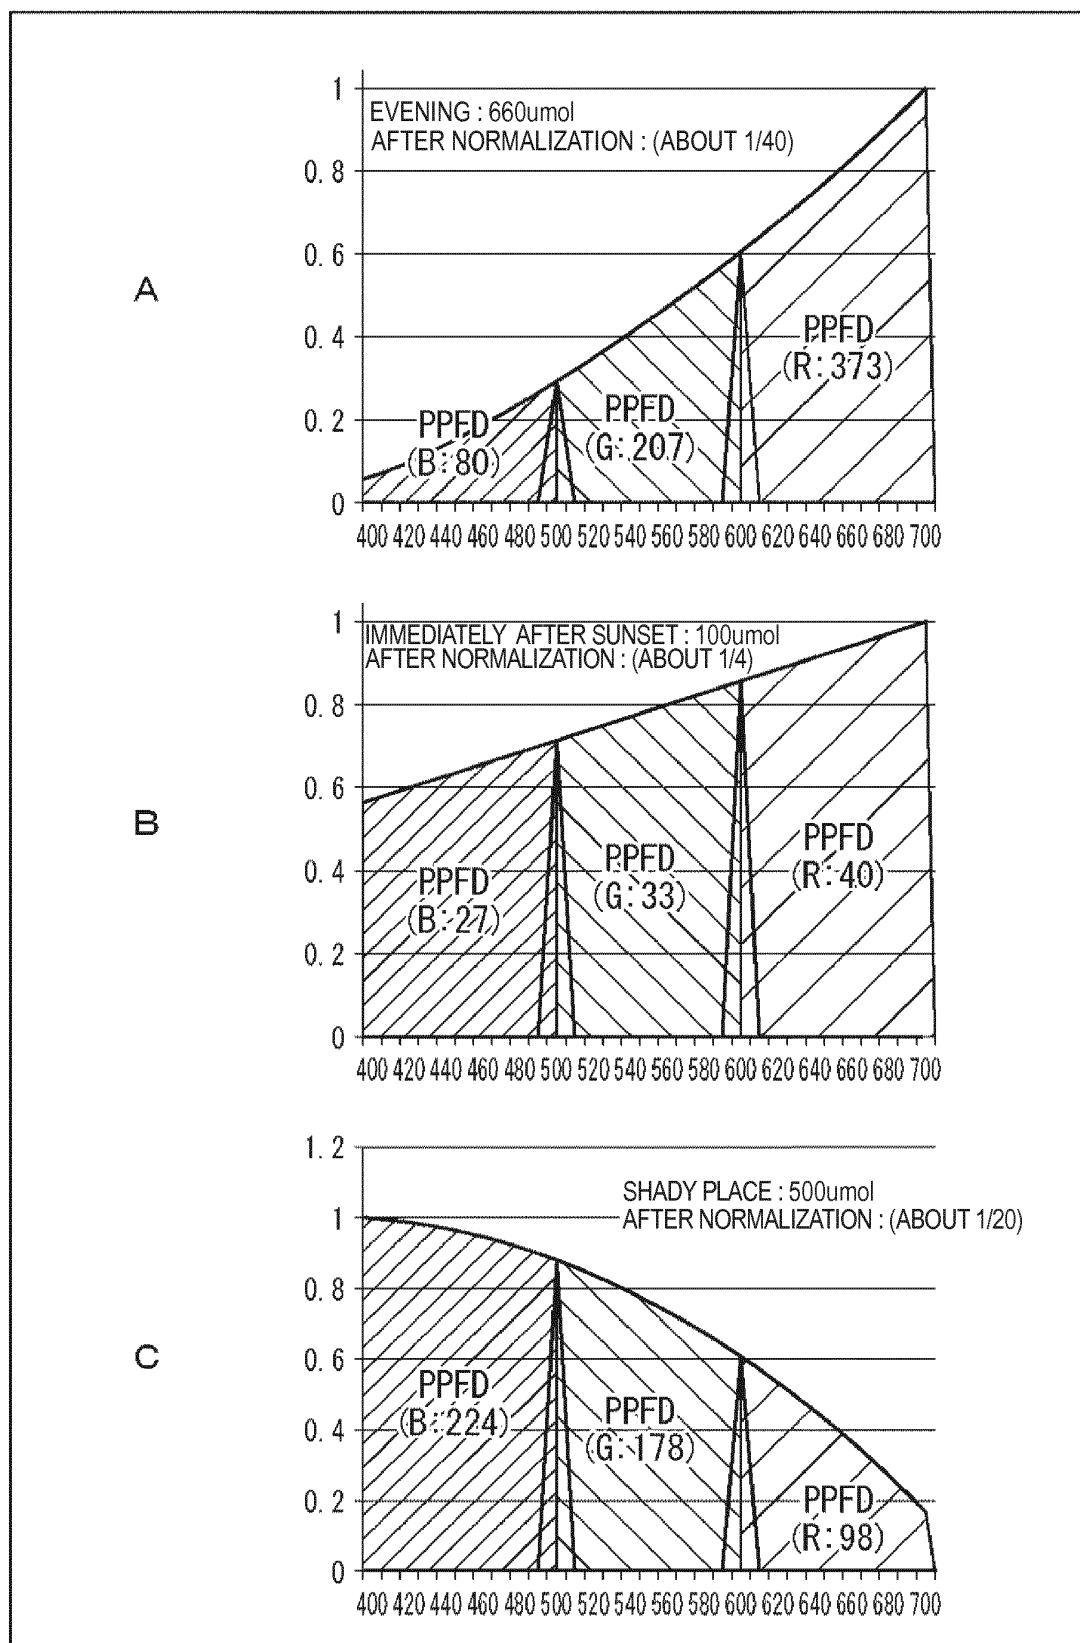 A
EVENING : 660umol
AFTER NORMALIZATION : (ABOUT 1/40)
1
0.8
0.6
0.4
0.2
0
PPFD
(B:80)
PPFD
(G:207)
PPFD
(R:373)
400 420 440 460 480 500 520 540 560 580 600 620 640 660 680 700
B
IMMEDIATELY AFTER SUNSET : 100umol
AFTER NORMALIZATION : (ABOUT 1/4)
1
0.8
0.6
0.4
0.2
0
PPFD
(B:27)
PPFD
(G:33)
PPFD
(R:40)
400 420 440 460 480 500 520 540 560 580 600 620 640 660 680 700
C
SHADY PLACE : 500umol
AFTER NORMALIZATION : (ABOUT 1/20)
1.2
1
0.8
0.6
0.4
0.2
0
PPFD
(B:224)
PPFD
(G:178)
PPFD
(R:98)
400 420 440 460 480 500 520 540 560 580 600 620 640 660 680 700